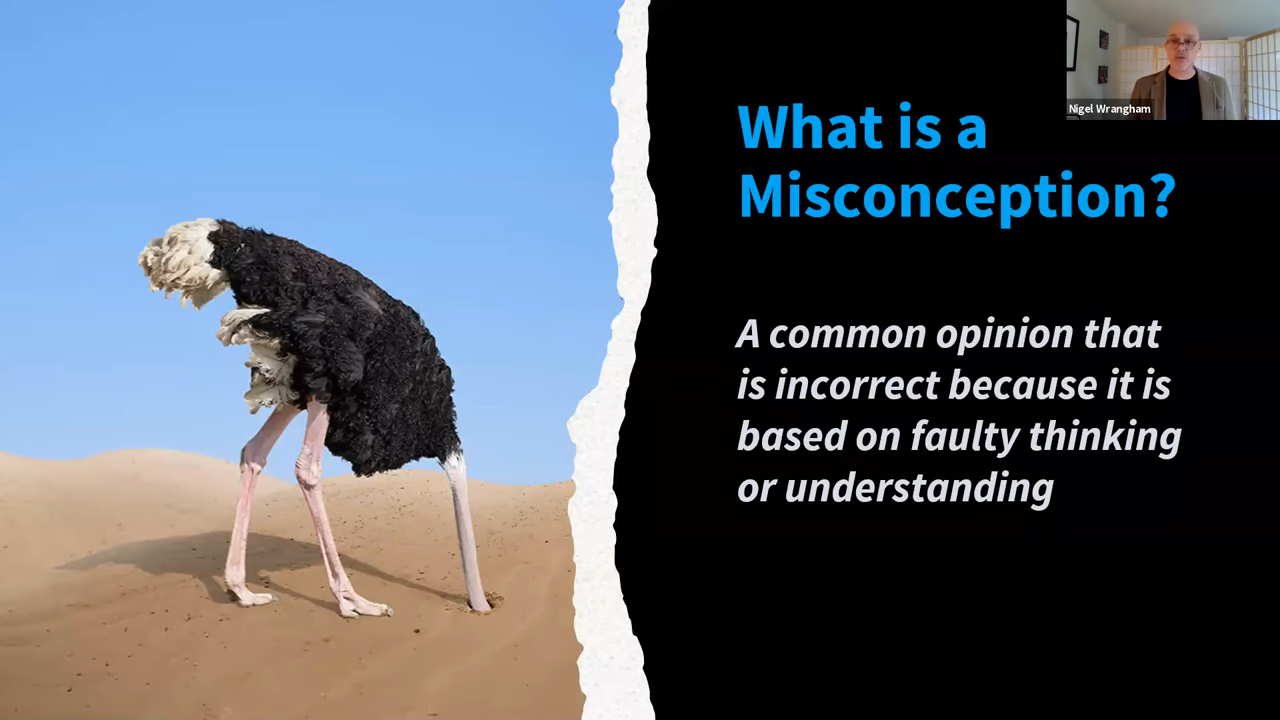 Nigel Wrangham
What is a
Misconception?
A common opinion that
is incorrect because it is
based on faulty thinking
or understanding